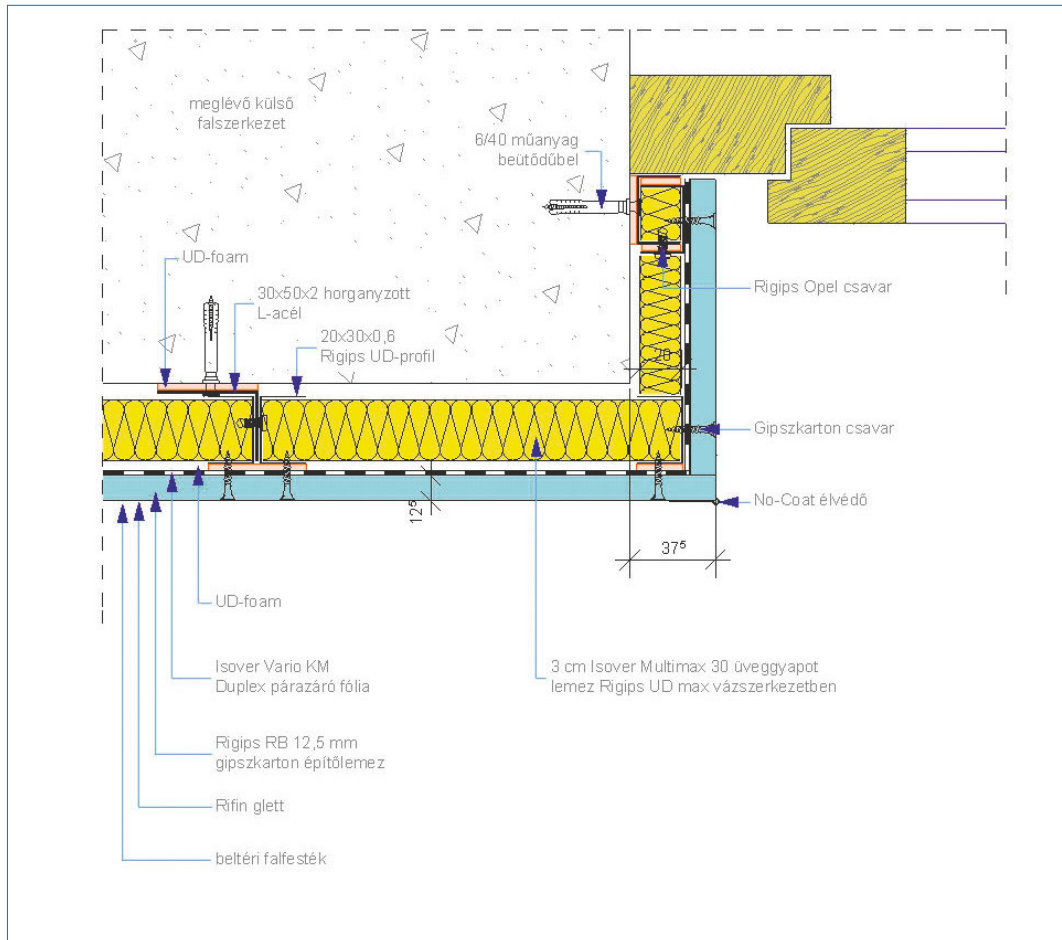 meglévő külső
falszerkezet
6/40 műanyag
beütődűbel
UD-foam
30x50x2 horganyzott
L-acél
20x30x0,6
Rigips UD-profil
Rigips Opel csavar
20
Gipszkarton csavar
No-Coat élvédő
12⁵
37⁵
UD-foam
Isover Vario KM
Duplex párazáró fólia
3 cm Isover Multimax 30 üveggyapot
lemez Rigips UD max vázszerkezetben
Rigips RB 12,5 mm
gipszkarton építőlemez
Rifin glett
beltéri falfesték